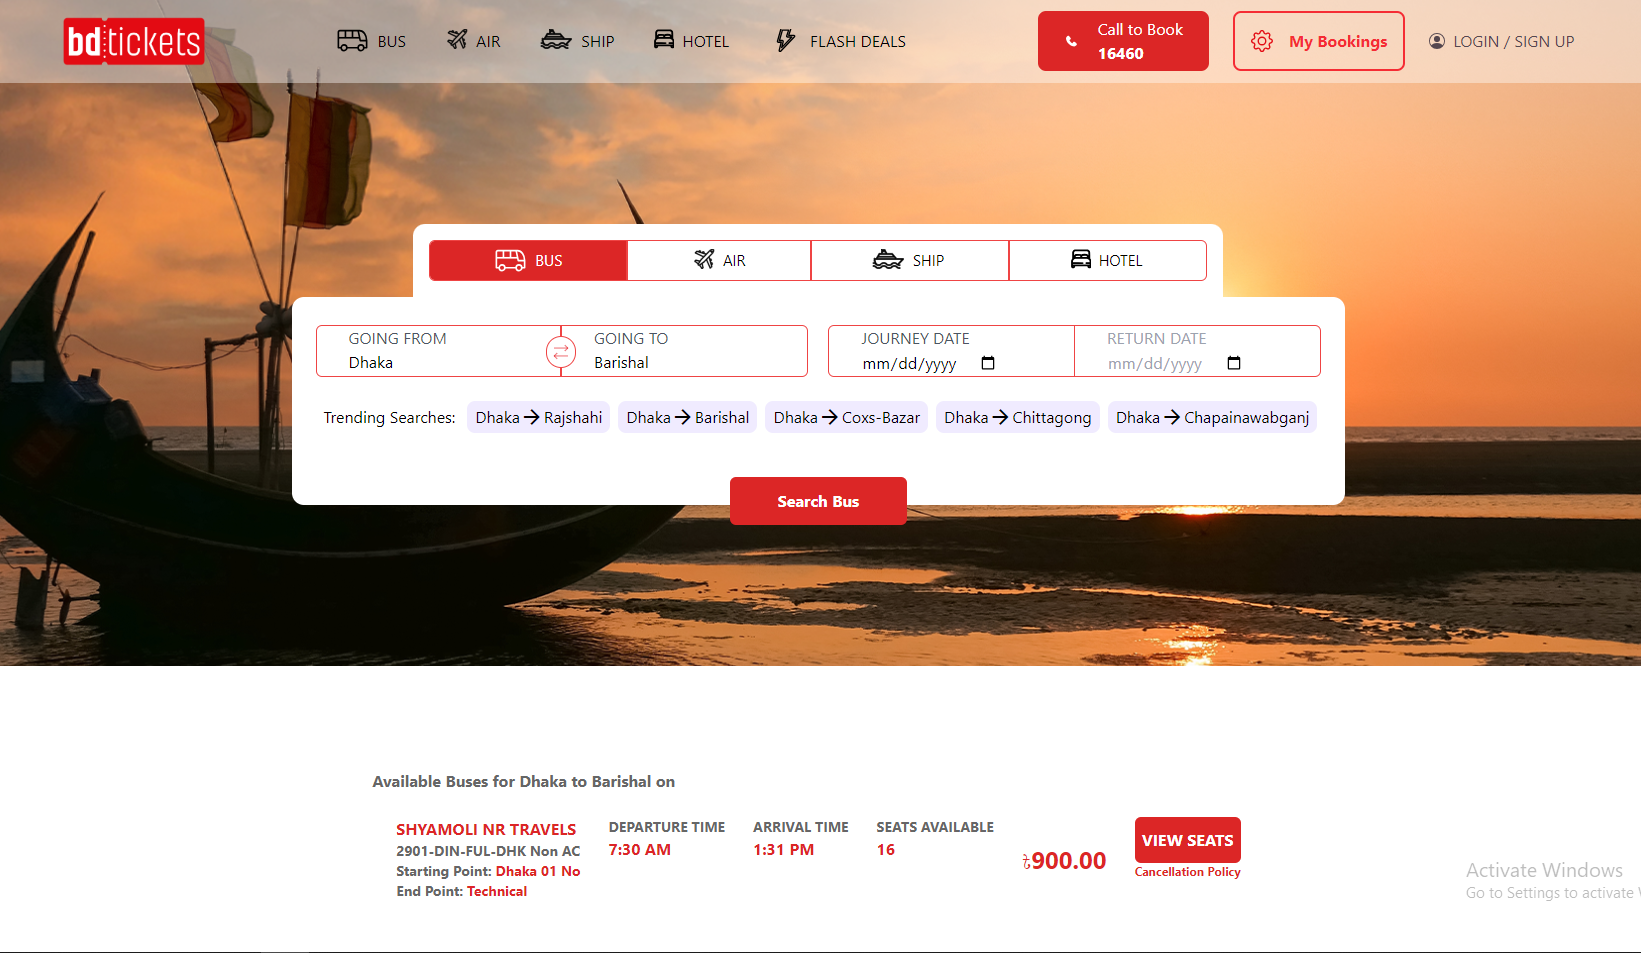 bd tickets
BUS
AIR
SHIP
HOTEL
FLASH DEALS
Call to Book
16460
My Bookings
LOGIN / SIGN UP
BUS
AIR
SHIP
HOTEL
GOING FROM
Dhaka
GOING TO
Barishal
JOURNEY DATE
mm/dd/yyyy
RETURN DATE
mm/dd/yyyy
Trending Searches:
Dhaka → Rajshahi
Dhaka → Barishal
Dhaka → Coxs-Bazar
Dhaka → Chittagong
Dhaka → Chapainawabganj
Search Bus
Available Buses for Dhaka to Barishal on
SHYAMOLI NR TRAVELS
2901-DIN-FUL-DHK Non AC
Starting Point: Dhaka 01 No
End Point: Technical
DEPARTURE TIME
7:30 AM
ARRIVAL TIME
1:31 PM
SEATS AVAILABLE
16
৳900.00
VIEW SEATS
Cancellation Policy
Activate Windows
Go to Settings to activate